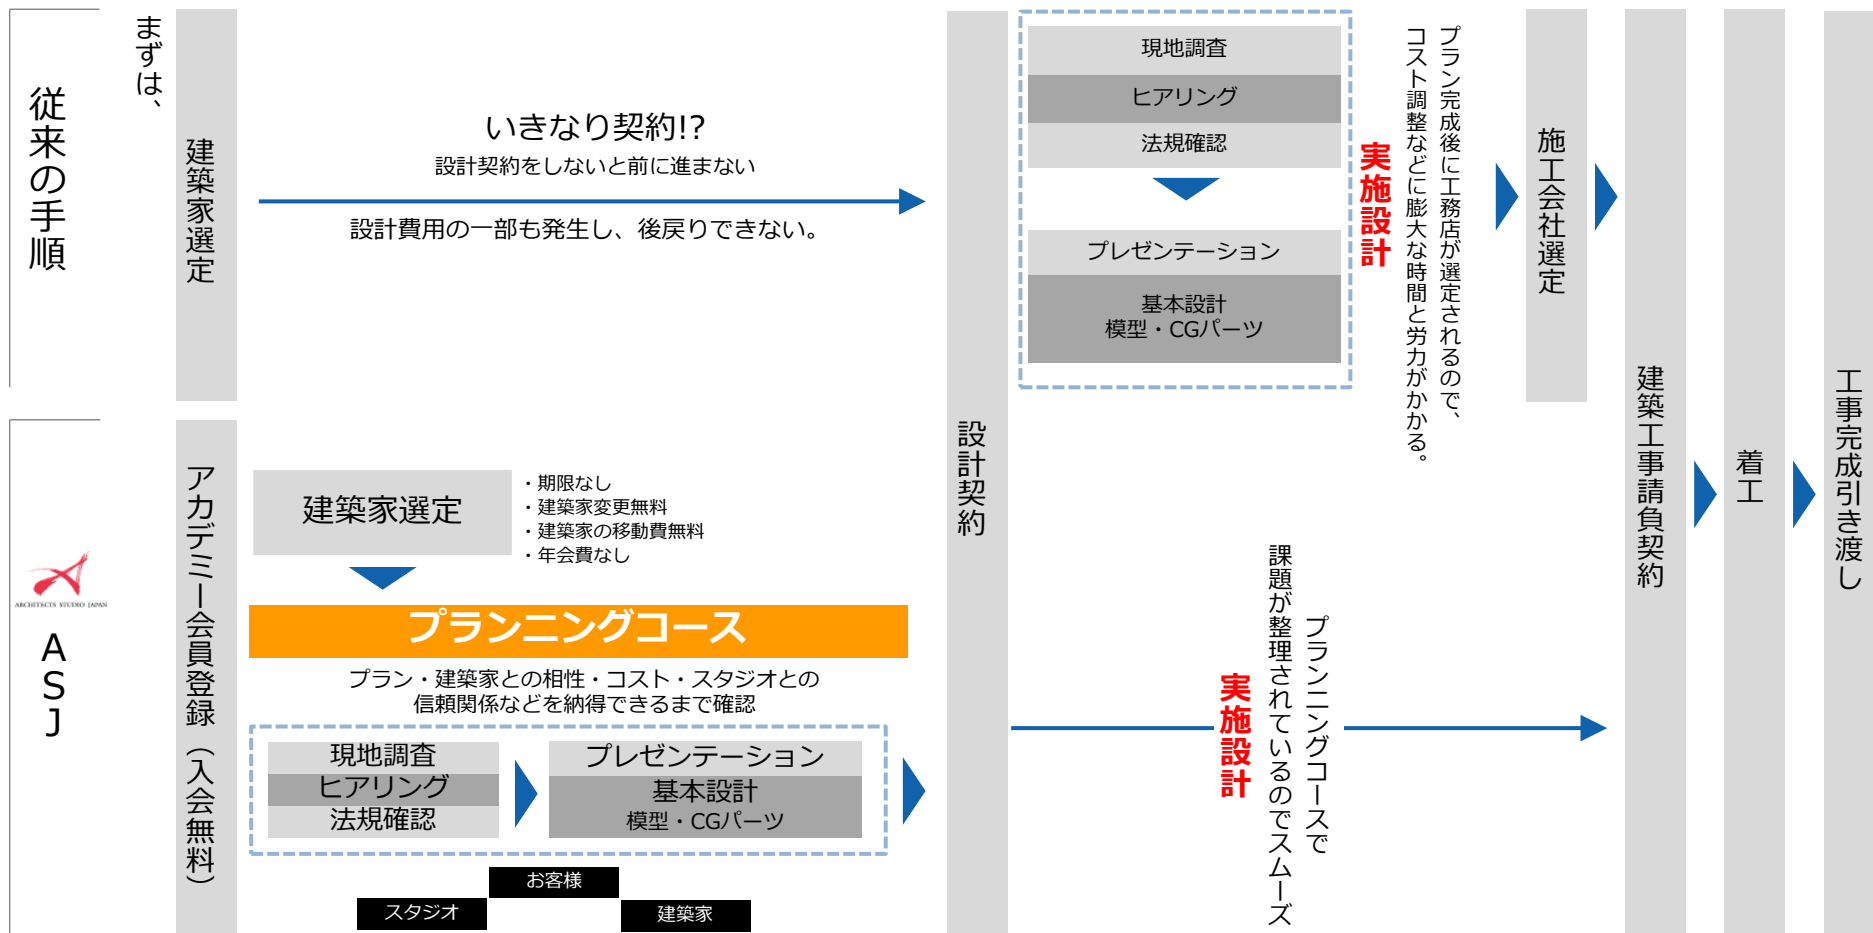 従来の手順
まずは、
建築家選定
いきなり契約!?
設計契約をしないと前に進まない
設計費用の一部も発生し、後戻りできない。
設計契約
現地調査
ヒアリング
法規確認
プレゼンテーション
基本設計
模型・CGパーツ
実施設計
プラン完成後に工務店が選定されるので、
コスト調整などに膨大な時間と労力がかかる。
施工会社選定
建築工事請負契約
着工
工事完成引き渡し
ARCHITECTS STUDIO JAPAN
ASJ
アカデミー会員登録（入会無料）
建築家選定
・期限なし
・建築家変更無料
・建築家の移動費無料
・年会費なし
プランニングコース
プラン・建築家との相性・コスト・スタジオとの
信頼関係などを納得できるまで確認
現地調査
ヒアリング
法規確認
プレゼンテーション
基本設計
模型・CGパーツ
お客様
スタジオ
建築家
実施設計
プランニングコースで
課題が整理されているのでスムーズ